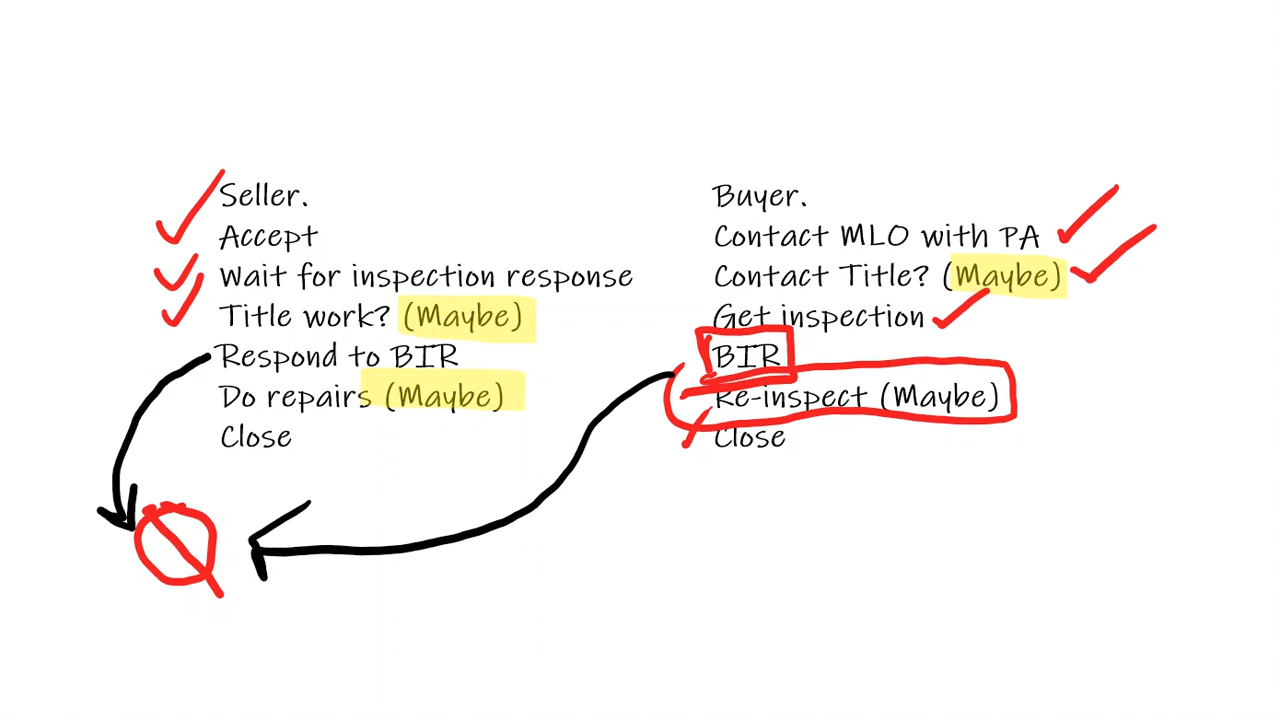 Seller.
Accept
Wait for inspection response
Title work? (Maybe)
Respond to BIR
Do repairs (Maybe)
Close
Buyer.
Contact MLO with PA
Contact Title? (Maybe)
Get inspection
BIR
Re-inspect (Maybe)
Close